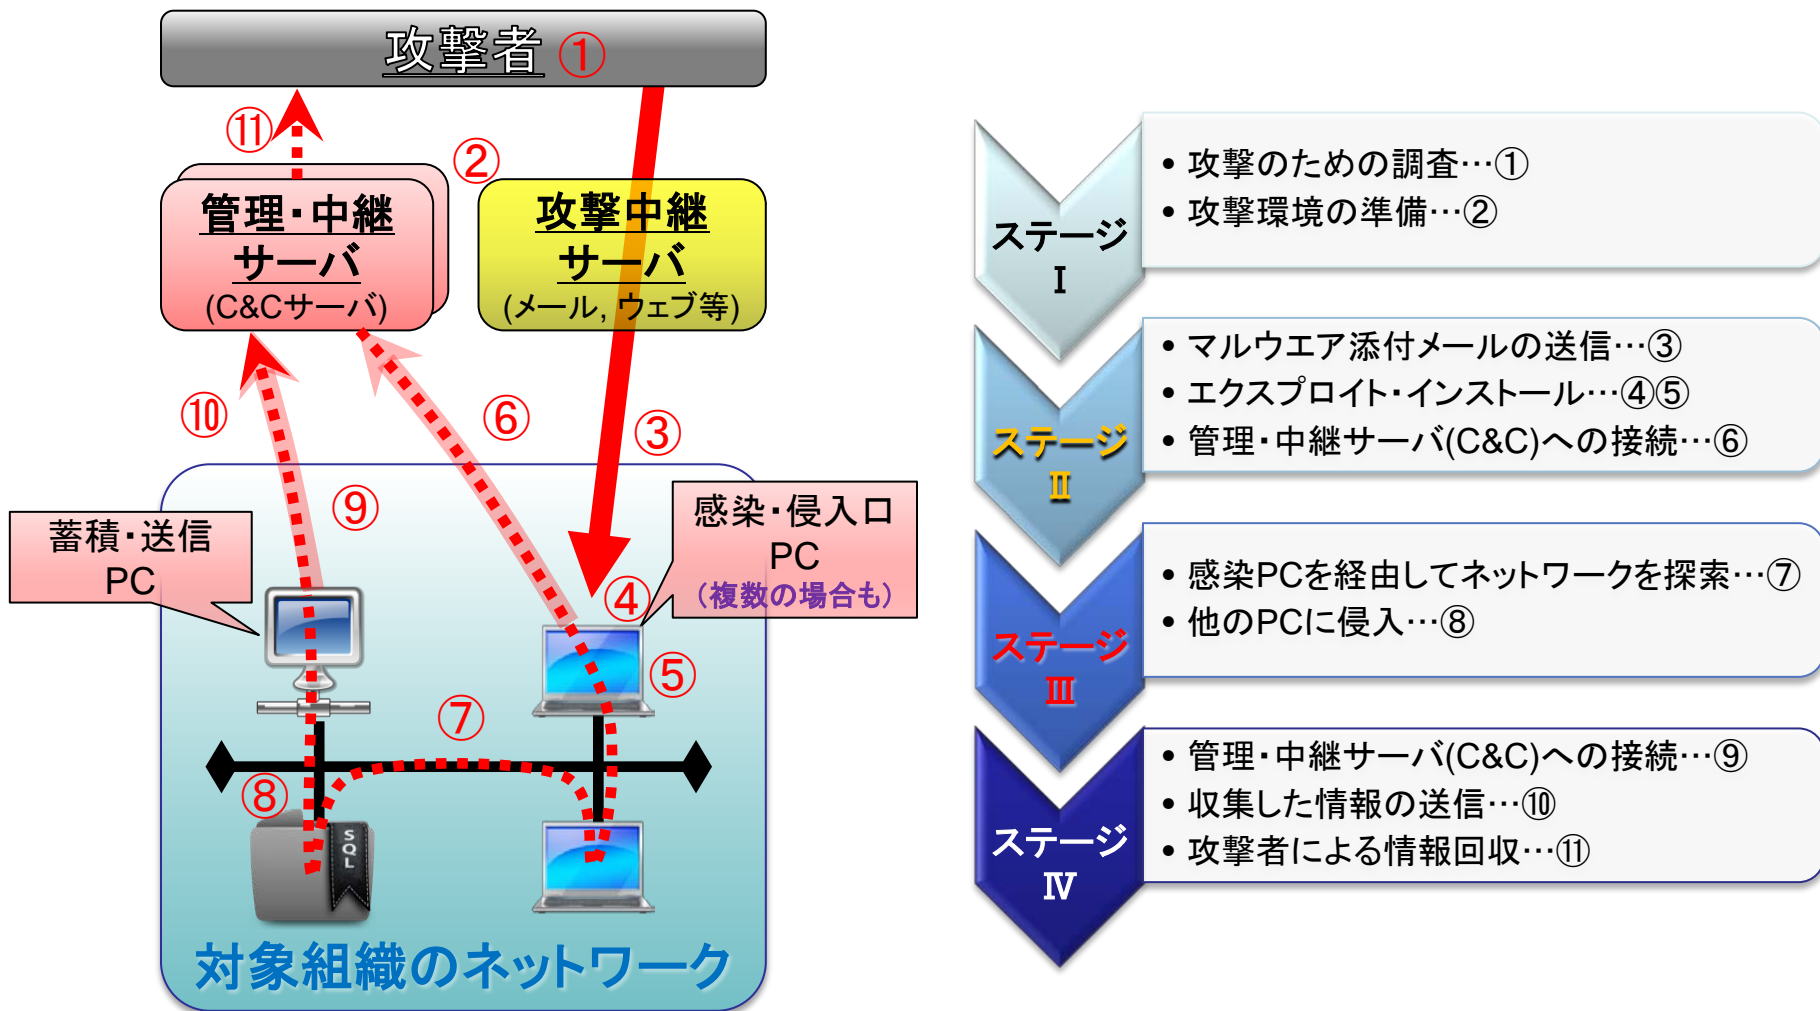 攻撃者 ①
⑪
②
管理・中継
サーバ
(C&Cサーバ)
攻撃中継
サーバ
(メール, ウェブ等)
⑩
⑥
③
⑨
蓄積・送信
PC
感染・侵入口
PC
(複数の場合も)
④
⑤
⑦
⑧
SQL
対象組織のネットワーク
ステージ
Ⅰ
• 攻撃のための調査…①
• 攻撃環境の準備…②
ステージ
Ⅱ
• マルウエア添付メールの送信…③
• エクスプロイト・インストール…④⑤
• 管理・中継サーバ(C&C)への接続…⑥
ステージ
Ⅲ
• 感染PCを経由してネットワークを探索…⑦
• 他のPCに侵入…⑧
ステージ
Ⅳ
• 管理・中継サーバ(C&C)への接続…⑨
• 収集した情報の送信…⑩
• 攻撃者による情報回収…⑪